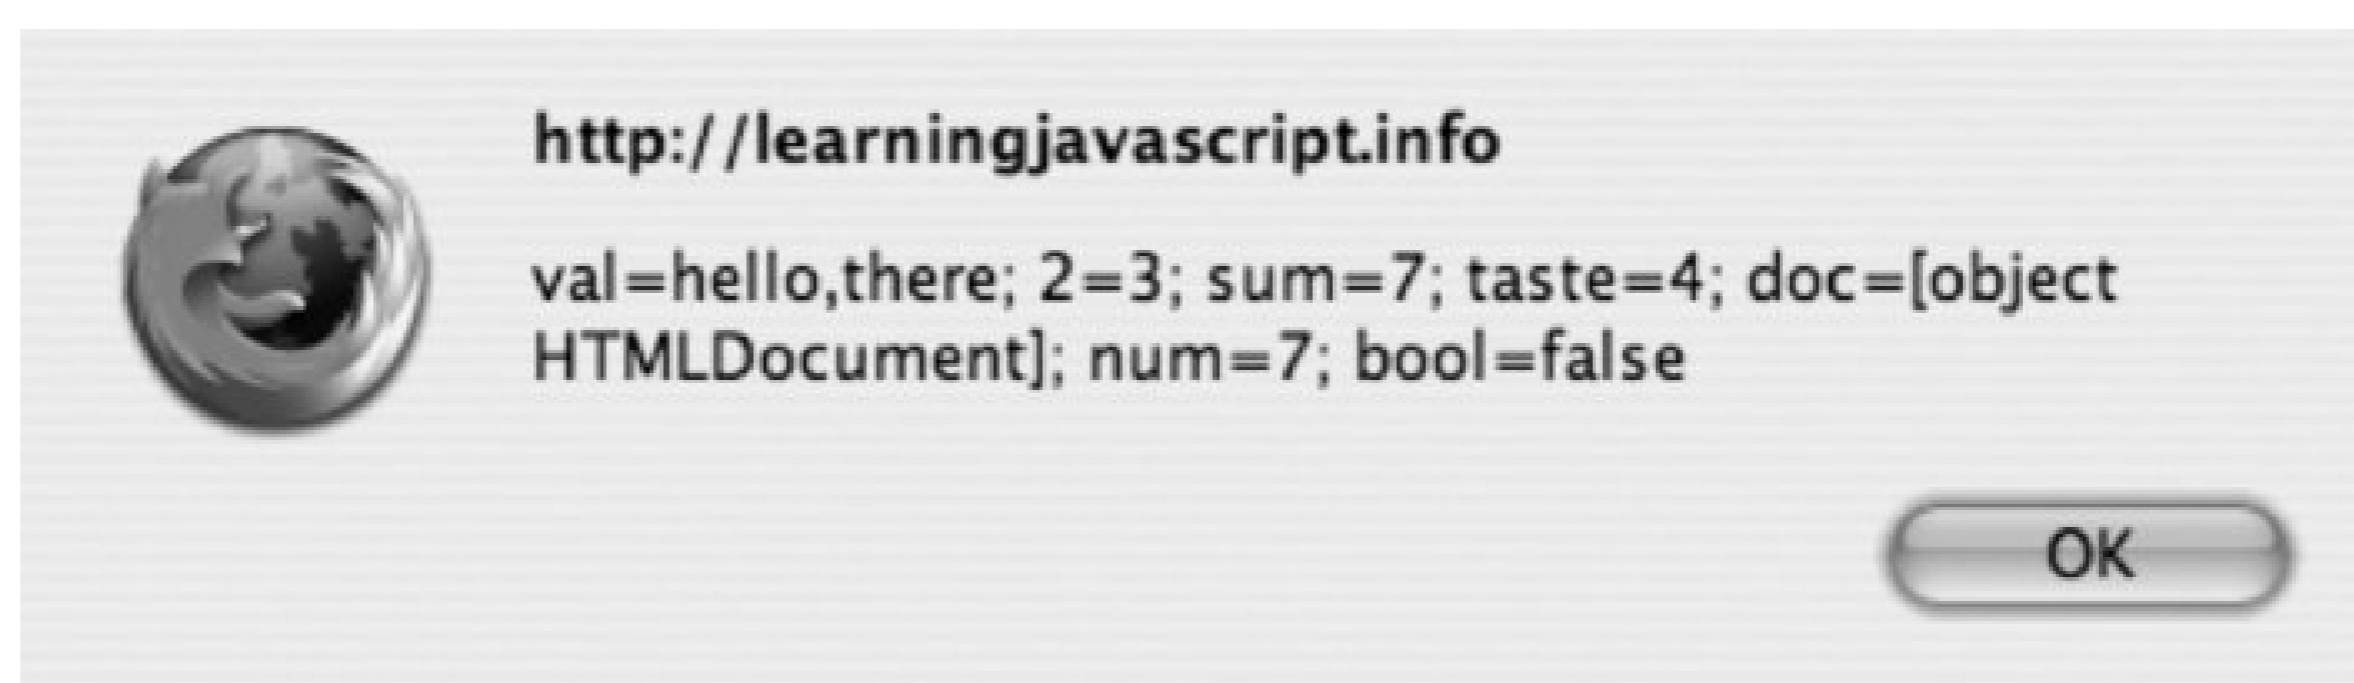 http://learningjavascript.info
val=hello,there; 2=3; sum=7; taste=4; doc=[object
HTMLDocument]; num=7; bool=false
OK